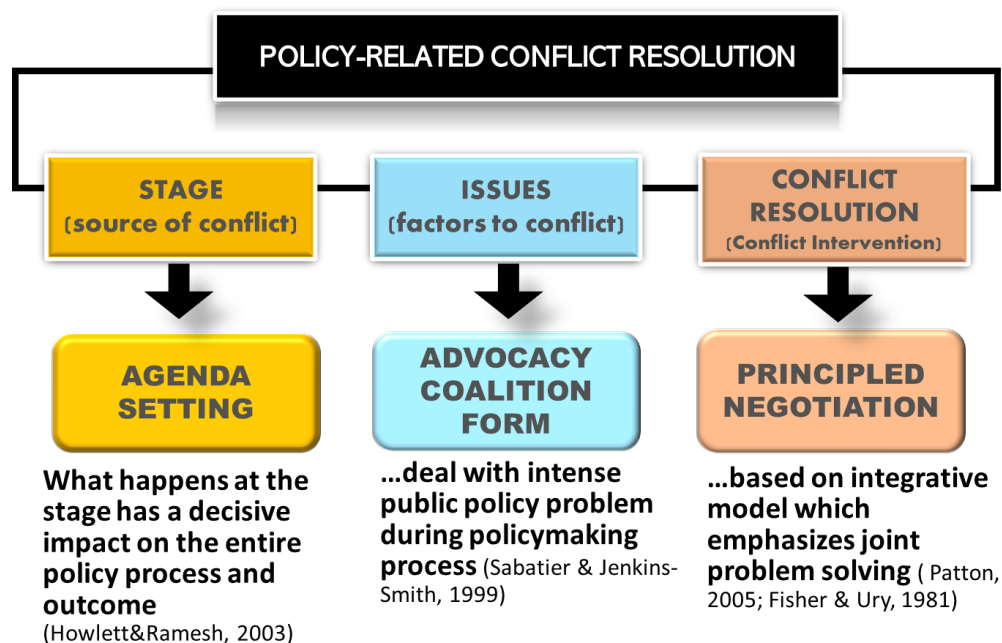 POLICY-RELATED CONFLICT RESOLUTION
STAGE
(source of conflict)
AGENDA
SETTING
What happens at the
stage has a decisive
impact on the entire
policy process and
outcome
(Howlett&Ramesh, 2003)
ISSUES
(factors to conflict)
ADVOCACY
COALITION
FORM
...deal with intense
public policy problem
during policymaking
process (Sabatier & Jenkins-
Smith, 1999)
CONFLICT
RESOLUTION
(Conflict Intervention)
PRINCIPLED
NEGOTIATION
...based on integrative
model which
emphasizes joint
problem solving ( Patton,
2005; Fisher & Ury, 1981)